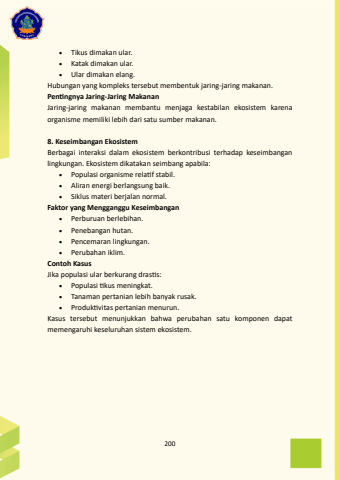 • Tikus dimakan ular.
• Katak dimakan ular.
• Ular dimakan elang.
Hubungan yang kompleks tersebut membentuk jaring-jaring makanan.
Pentingnya Jaring-Jaring Makanan
Jaring-jaring makanan membantu menjaga kestabilan ekosistem karena
organisme memiliki lebih dari satu sumber makanan.
8. Keseimbangan Ekosistem
Berbagai interaksi dalam ekosistem berkontribusi terhadap keseimbangan
lingkungan. Ekosistem dikatakan seimbang apabila:
• Populasi organisme relatif stabil.
• Aliran energi berlangsung baik.
• Siklus materi berjalan normal.
Faktor yang Mengganggu Keseimbangan
• Perburuan berlebihan.
• Penebangan hutan.
• Pencemaran lingkungan.
• Perubahan iklim.
Contoh Kasus
Jika populasi ular berkurang drastis:
• Populasi tikus meningkat.
• Tanaman pertanian lebih banyak rusak.
• Produktivitas pertanian menurun.
Kasus tersebut menunjukkan bahwa perubahan satu komponen dapat
memengaruhi keseluruhan sistem ekosistem.
200